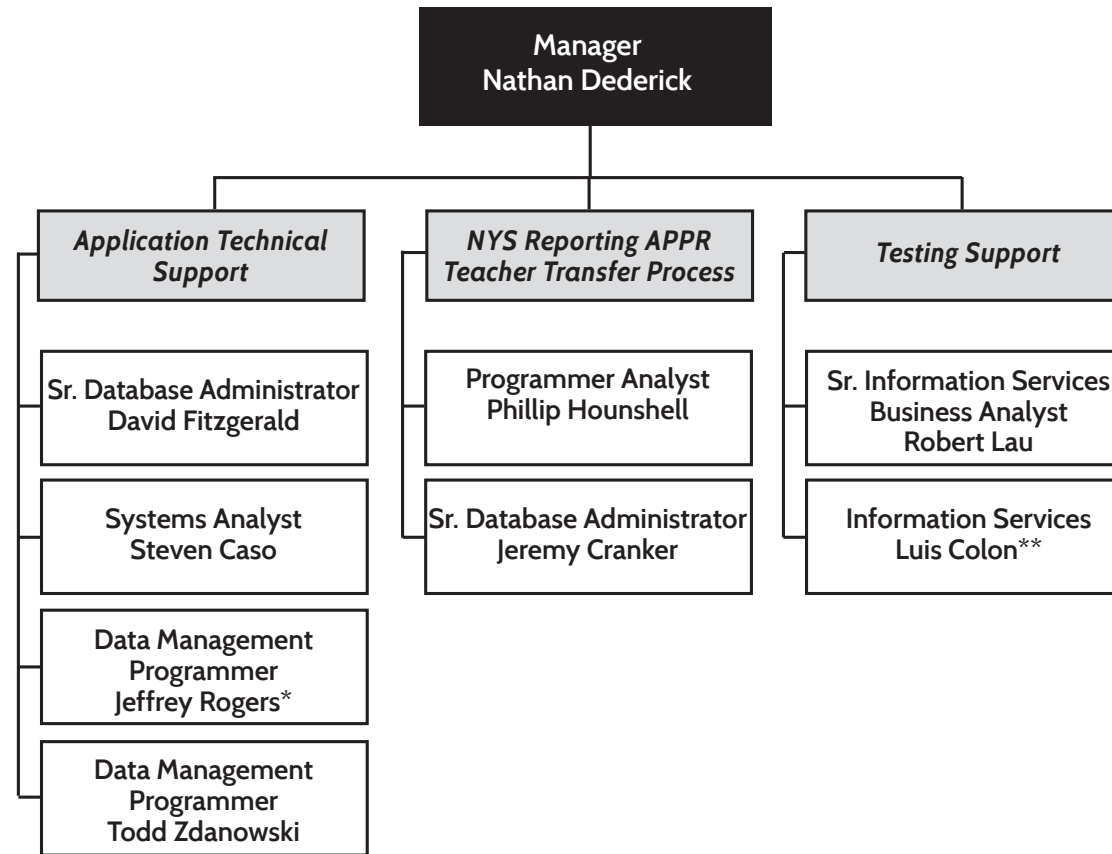 Manager
Nathan Dederick
Application Technical
Support
Sr. Database Administrator
David Fitzgerald
Systems Analyst
Steven Caso
Data Management
Programmer
Jeffrey Rogers*
Data Management
Programmer
Todd Zdanowski
NYS Reporting APPR
Teacher Transfer Process
Programmer Analyst
Phillip Hounshell
Sr. Database Administrator
Jeremy Cranker
Testing Support
Sr. Information Services
Business Analyst
Robert Lau
Information Services
Luis Colon**